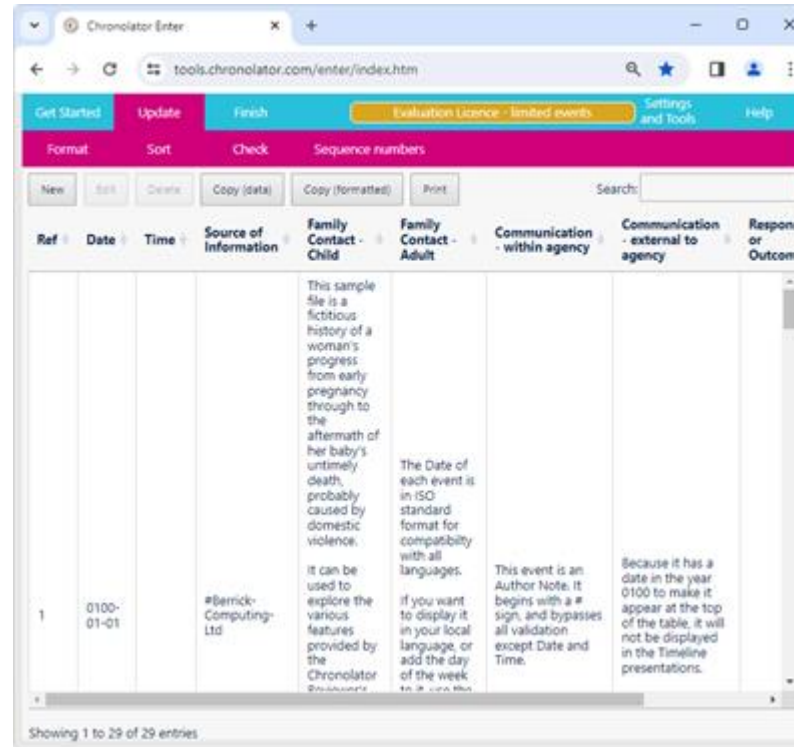 Chronolator Enter
tools.chronolator.com/enter/index.htm
Get Started Update Finish Evaluation Licence - limited events Settings and Tools Help
Format Sort Check Sequence numbers
New Edit Delete Copy (data) Copy (formatted) Print Search:
Ref Date Time Source of Information Family Contact - Child Family Contact - Adult Communication - within agency Communication - external to agency Respon or Outcom
1
0100-
01-01
#Berrick-
Computing-
Ltd
This sample
file is a
fictitious
history of a
woman's
progress
from early
pregnancy
through to
the
aftermath of
her baby's
untimely
death,
probably
caused by
domestic
violence.
It can be
used to
explore the
various
features
provided by
the
Chronolator
Reviewer's
The Date of
each event is
in ISO
standard
format for
compatibilty
with all
languages.
If you want
to display it
in your local
language, or
add the day
of the week
to it, use the
This event is an
Author Note. It
begins with a #
sign, and bypasses
all validation
except Date and
Time.
Because it has a
date in the year
0100 to make it
appear at the top
of the table, it will
not be displayed
in the Timeline
presentations.
Showing 1 to 29 of 29 entries